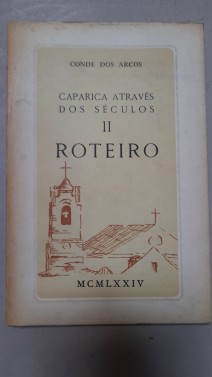 CONDE DOS ARCOS
CAPARICA ATRAVÉS
DOS SÉCULOS
II
ROTEIRO
MCMLXXIV